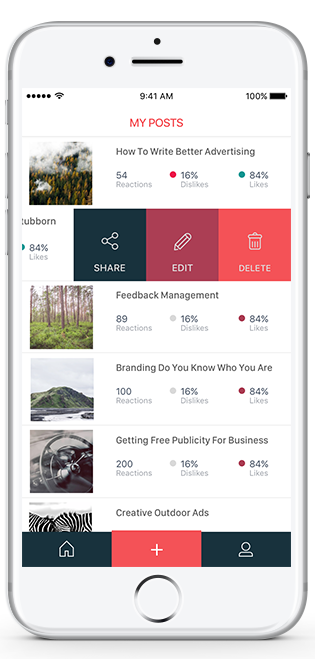 9:41 AM 100%
MY POSTS
How To Write Better Advertising
54 16% 84%
Reactions Dislikes Likes
tubborn
84%
Likes
SHARE EDIT DELETE
Feedback Management
89 16% 84%
Reactions Dislikes Likes
Branding Do You Know Who You Are
100 16% 84%
Reactions Dislikes Likes
Getting Free Publicity For Business
200 16% 84%
Reactions Dislikes Likes
Creative Outdoor Ads